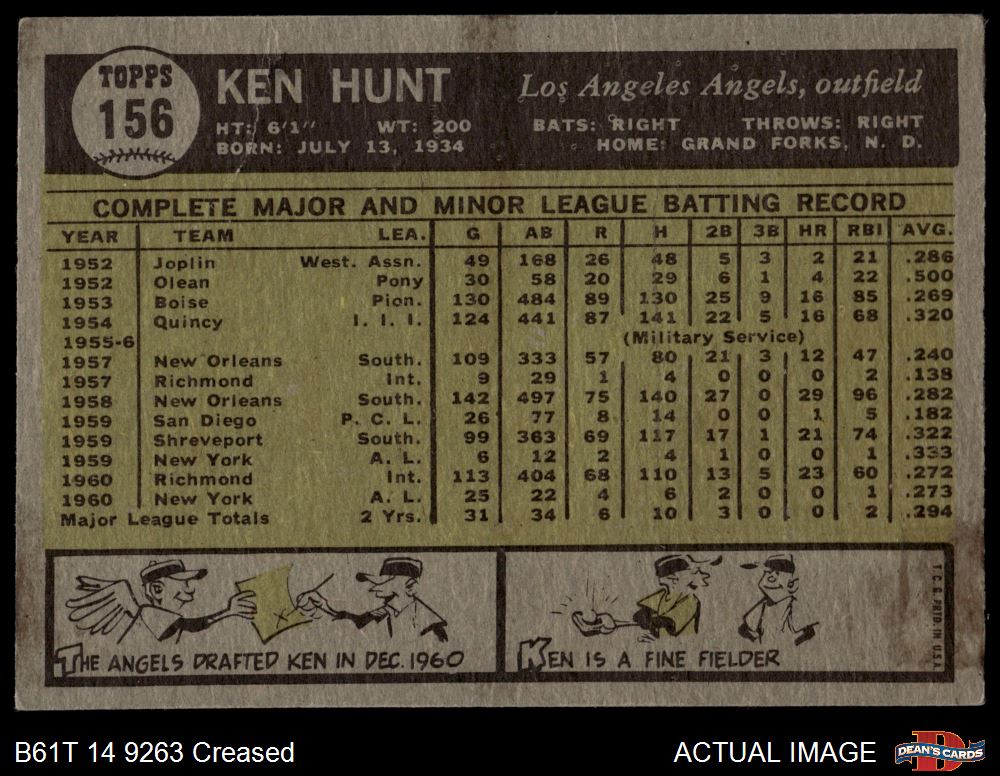 TOPPS
156
KEN HUNT
Los Angeles Angels, outfield
HT: 6'1" WT: 200 BATS: RIGHT THROWS: RIGHT
BORN: JULY 13, 1934 HOME: GRAND FORKS, N. D.
COMPLETE MAJOR AND MINOR LEAGUE BATTING RECORD
YEAR TEAM LEA. G AB R H 2B 3B HR RBI AVG.
1952 Joplin West. Assn. 49 168 26 48 5 3 2 21 .286
1952 Olean Pony 30 58 20 29 6 1 4 22 .500
1953 Boise Pion. 130 484 89 130 25 9 16 85 .269
1954 Quincy I. I. I. 124 441 87 141 22 5 16 68 .320
1955-6 (Military Service)
1957 New Orleans South. 109 333 57 80 21 3 12 47 .240
1957 Richmond Int. 9 29 1 4 0 0 0 2 .138
1958 New Orleans South. 142 497 75 140 27 0 29 96 .282
1959 San Diego P. C. L. 26 77 8 14 0 0 1 5 .182
1959 Shreveport South. 99 363 69 117 17 1 21 74 .322
1959 New York A. L. 6 12 2 4 1 0 0 1 .333
1960 Richmond Int. 113 404 68 110 13 5 23 60 .272
1960 New York A. L. 25 22 4 6 2 0 0 1 .273
Major League Totals 2 Yrs. 31 34 6 10 3 0 0 2 .294
THE ANGELS DRAFTED KEN IN DEC. 1960
KEN IS A FINE FIELDER
T.C.G. PRTD. IN U.S.A.
B61T 14 9263 Creased
ACTUAL IMAGE
DEAN'S CARDS